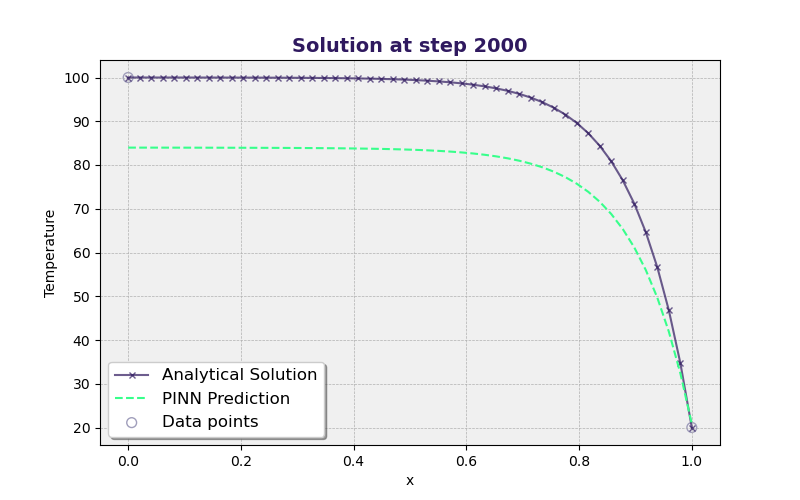 Solution at step 2000
100
90
80
70
60
50
40
30
20
Temperature
Analytical Solution
PINN Prediction
Data points
0.0 0.2 0.4 0.6 0.8 1.0
x